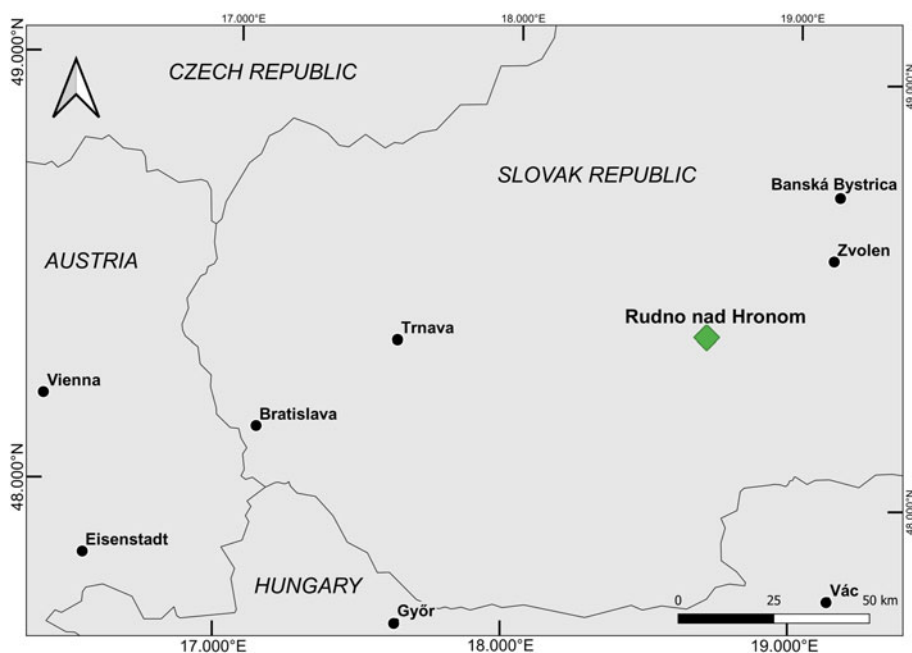 17.000°E
18.000°E
19.000°E
49.000°N
49.000°N
CZECH REPUBLIC
SLOVAK REPUBLIC
Banská Bystrica
Zvolen
AUSTRIA
Rudno nad Hronom
Trnava
Vienna
Bratislava
48.000°N
48.000°N
Eisenstadt
HUNGARY
Győr
Vác
0 25 50 km
17.000°E
18.000°E
19.000°E